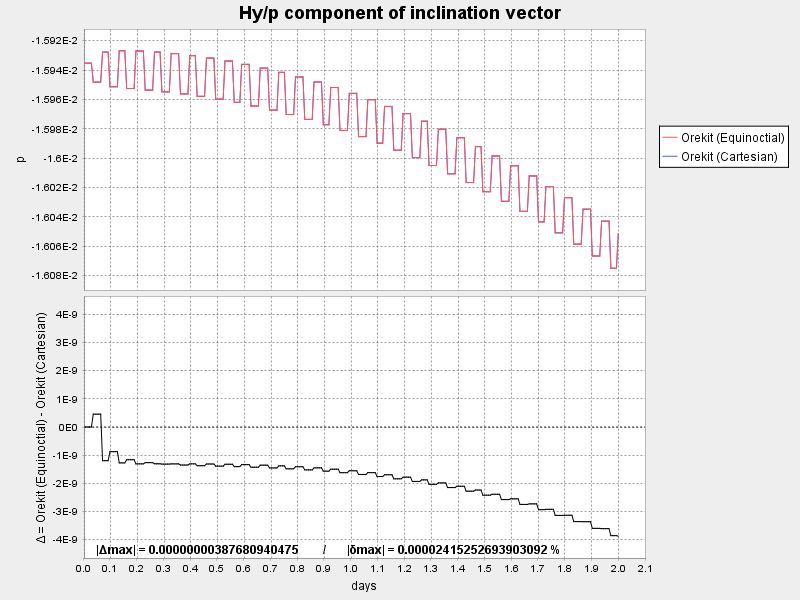 Hy/p component of inclination vector
-1.592E-2
-1.594E-2
-1.596E-2
-1.598E-2
-1.6E-2
-1.602E-2
-1.604E-2
-1.606E-2
-1.608E-2
p
Orekit (Equinoctial)
Orekit (Cartesian)
4E-9
3E-9
2E-9
1E-9
0E0
-1E-9
-2E-9
-3E-9
-4E-9
Δ = Orekit (Equinoctial) - Orekit (Cartesian)
|Δmax| = 0.00000000387680940475 / |δmax| = 0.00002415252693903092 %
0.0 0.1 0.2 0.3 0.4 0.5 0.6 0.7 0.8 0.9 1.0 1.1 1.2 1.3 1.4 1.5 1.6 1.7 1.8 1.9 2.0 2.1
days